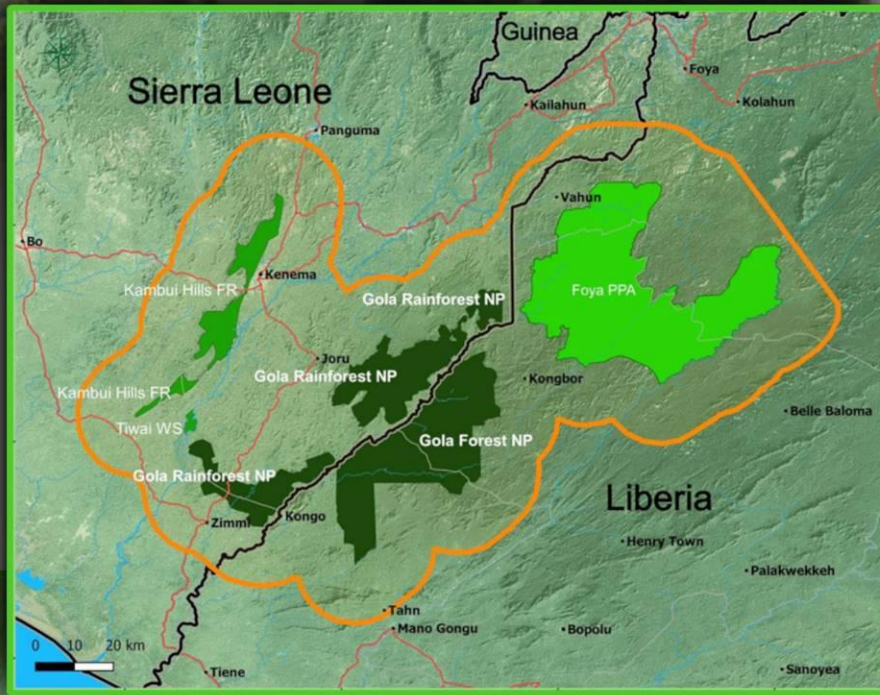 Guinea
Foya
Sierra Leone
Kailahun
Kolahun
Panguma
Vahun
Bo
Kenema
Kambui Hills FR
Foya PPA
Gola Rainforest NP
Joru
Gola Rainforest NP
Kongbor
Kambui Hills FR
Belle Baloma
Tiwai WS
Gola Forest NP
Gola Rainforest NP
Liberia
Zimmi
Kongo
Henry Town
Palakwekkeh
Tahn
Mano Gongu
Bopolu
0 10 20 km
Tiene
Sanoyea